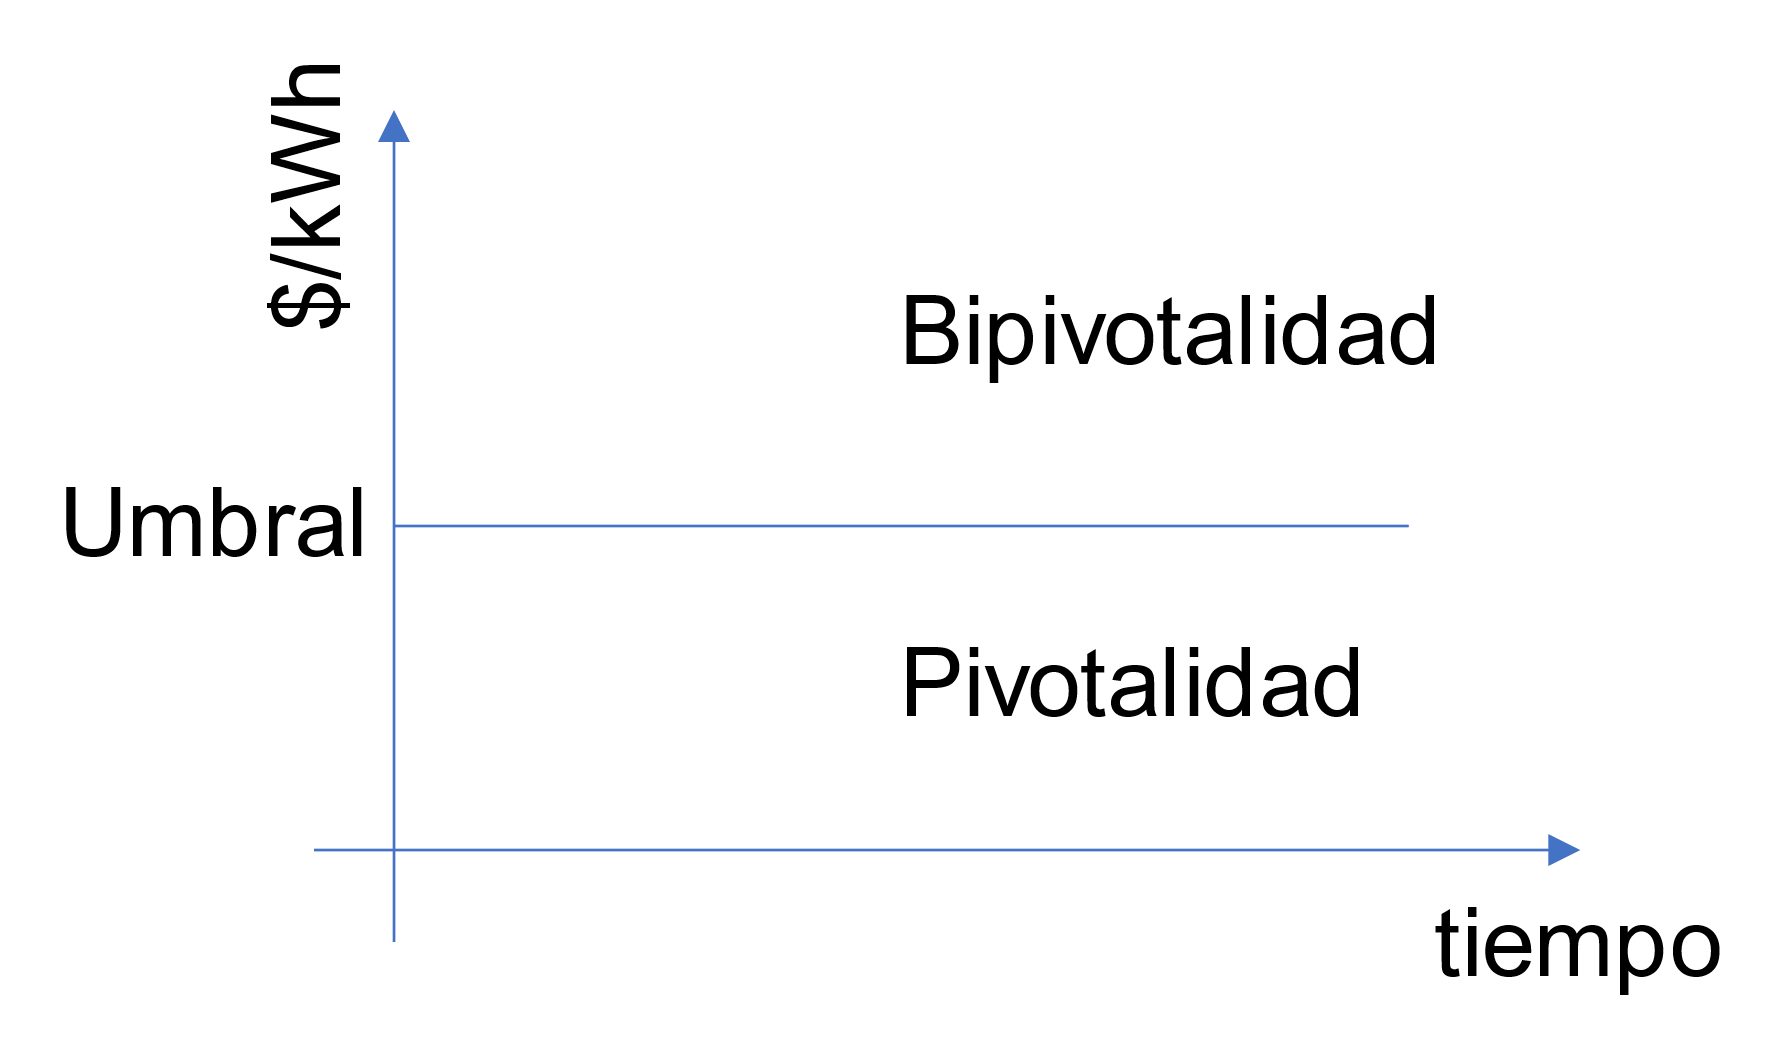 $/kWh
Bipivotalidad
Umbral
Pivotalidad
tiempo